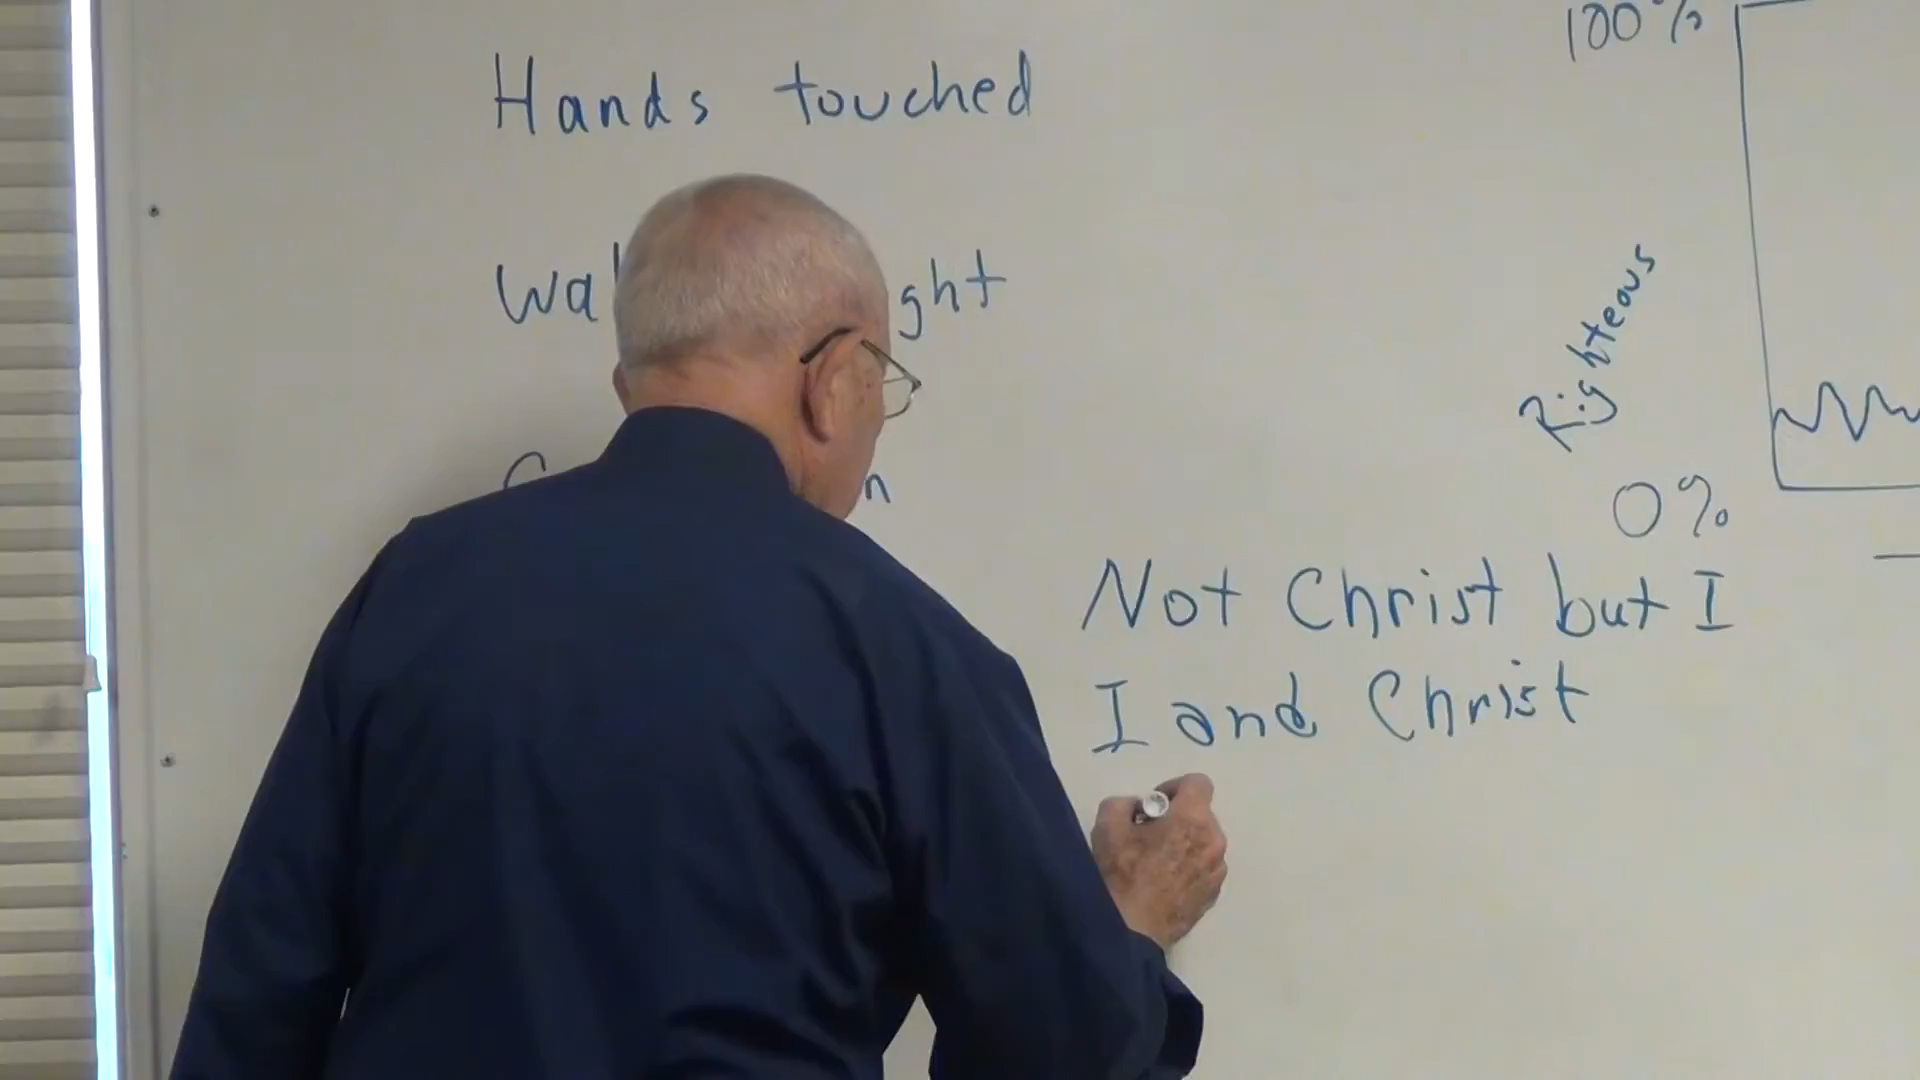 Hands touched
100%
Righteous
0%
Not Christ but I
I and Christ